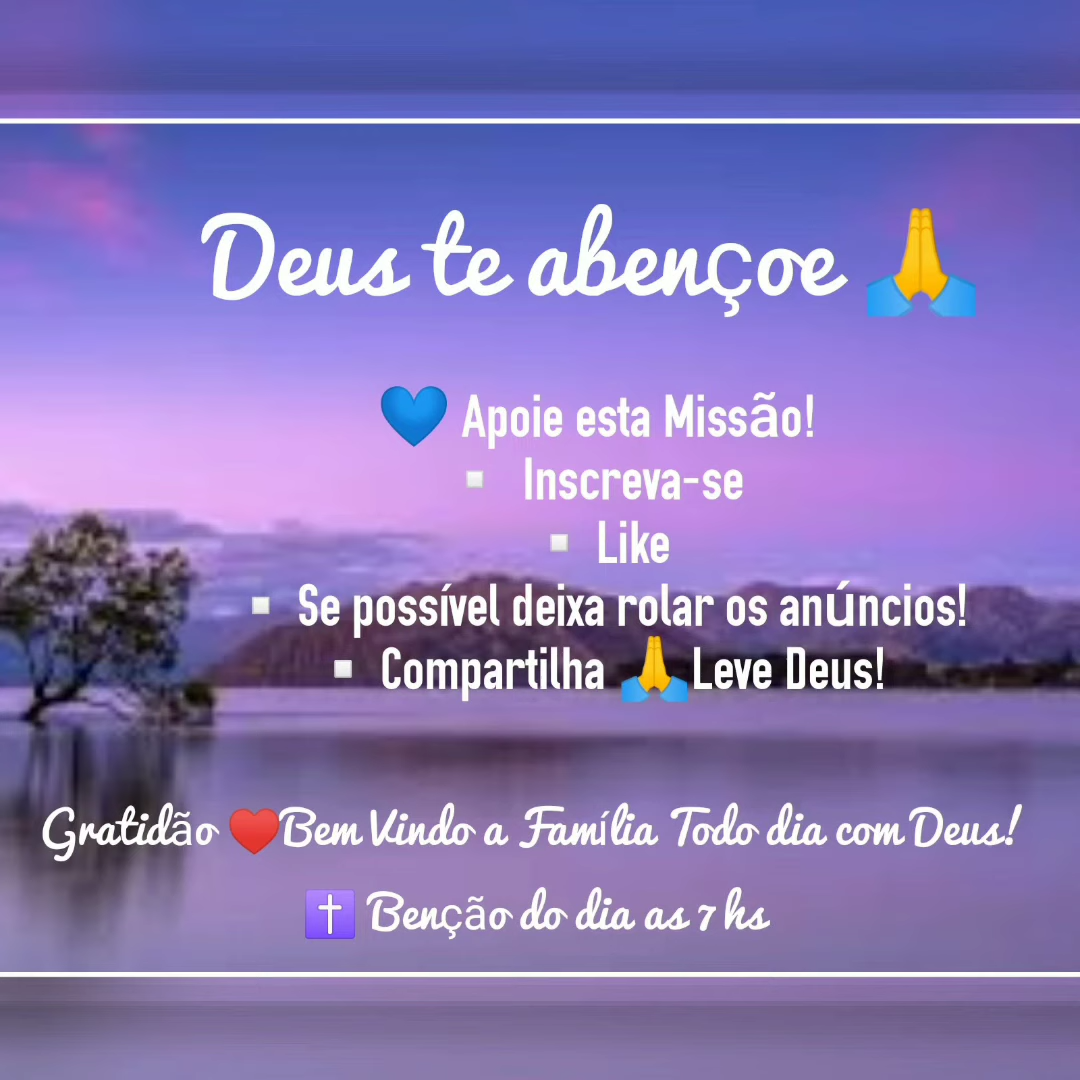 Deus te abençoe 🙏
💙 Apoie esta Missão!
▫️ Inscreva-se
▫️ Like
▫️ Se possível deixa rolar os anúncios!
▫️ Compartilha 🙏Leve Deus!
Gratidão ❤️Bem Vindo a Família Todo dia com Deus!
✝️ Benção do dia as 7 hs